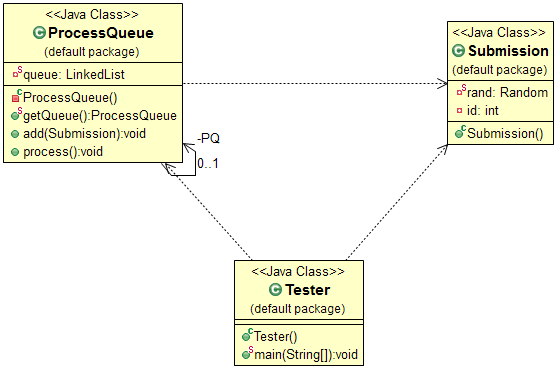 <<Java Class>>
ProcessQueue
(default package)
queue: LinkedList
ProcessQueue()
getQueue():ProcessQueue
add(Submission):void
process():void
-PQ
0..1
<<Java Class>>
Submission
(default package)
rand: Random
id: int
Submission()
<<Java Class>>
Tester
(default package)
Tester()
main(String[]):void